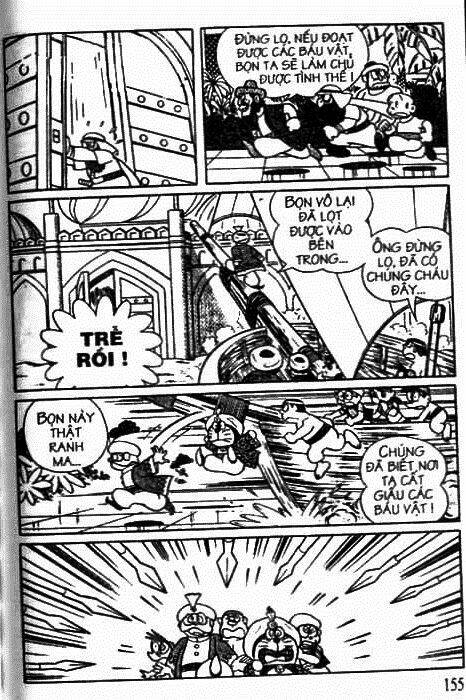 ĐỪNG LO, NẾU ĐOẠT
ĐƯỢC CÁC BÁU VẬT,
BỌN TA SẼ LÀM CHỦ
ĐƯỢC TÌNH THẾ !
BỌN VÔ LẠI
ĐÃ LỌT
ĐƯỢC VÀO
BÊN
TRONG...
ÔNG ĐỪNG
LO, ĐÃ CÓ
CHÚNG CHÁU
ĐÂY...
TRỄ
RỒI !
BỌN NÀY
THẬT
RANH
MA...
CHÚNG
ĐÃ BIẾT NƠI
TA CẤT
GIẤU CÁC
BÁU VẬT !
155